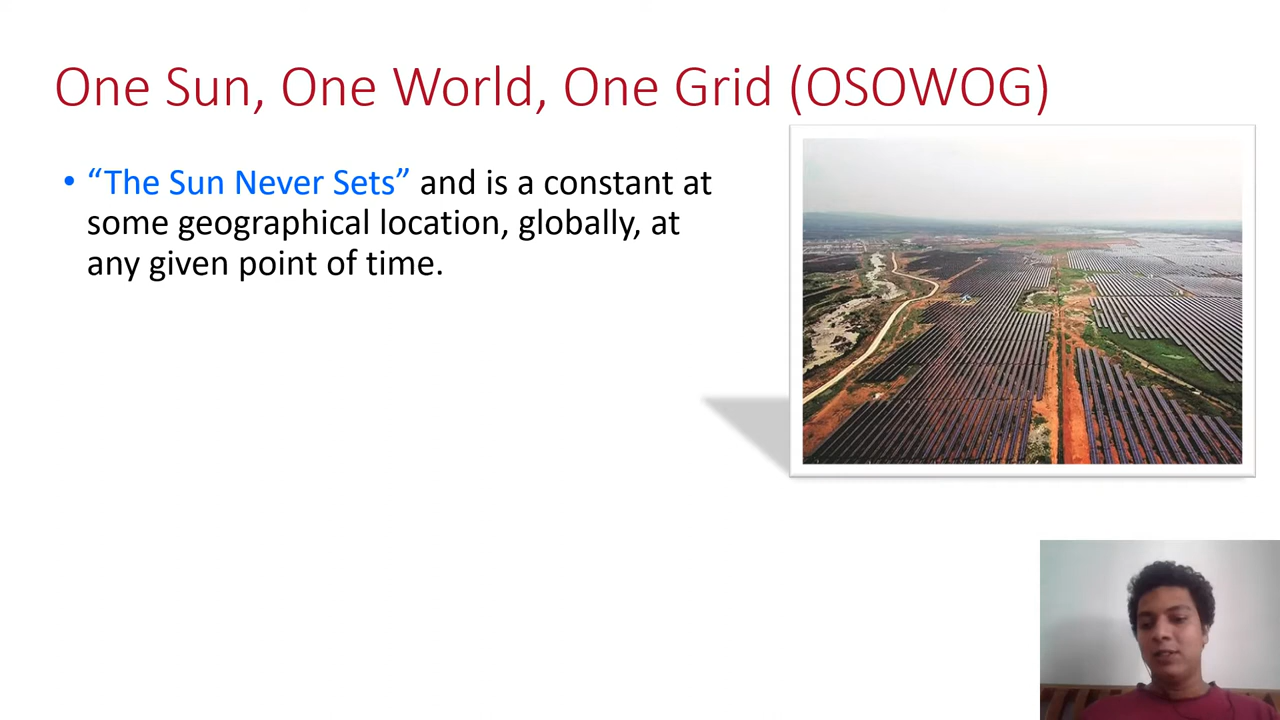 One Sun, One World, One Grid (OSOWOG)
• “The Sun Never Sets” and is a constant at
some geographical location, globally, at
any given point of time.